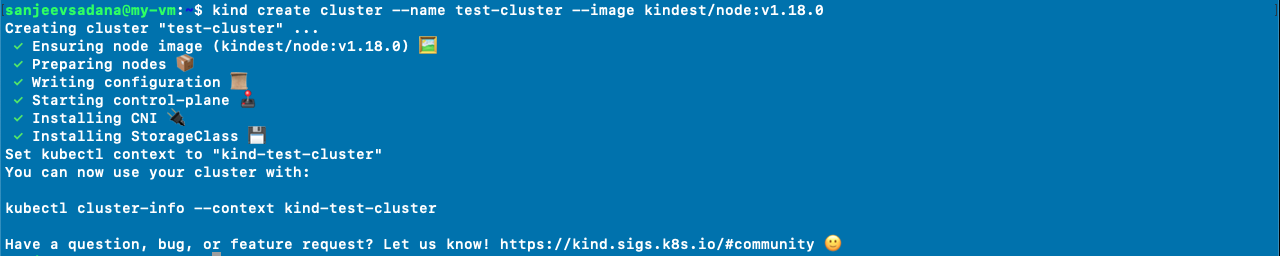 sanjeevsadana@my-vm:~$ kind create cluster --name test-cluster --image kindest/node:v1.18.0
Creating cluster "test-cluster" ...
✓ Ensuring node image (kindest/node:v1.18.0) 🖼
✓ Preparing nodes 📦
✓ Writing configuration 📜
✓ Starting control-plane 🕹
✓ Installing CNI 🔌
✓ Installing StorageClass 💾
Set kubectl context to "kind-test-cluster"
You can now use your cluster with:
kubectl cluster-info --context kind-test-cluster
Have a question, bug, or feature request? Let us know! https://kind.sigs.k8s.io/#community 🙂